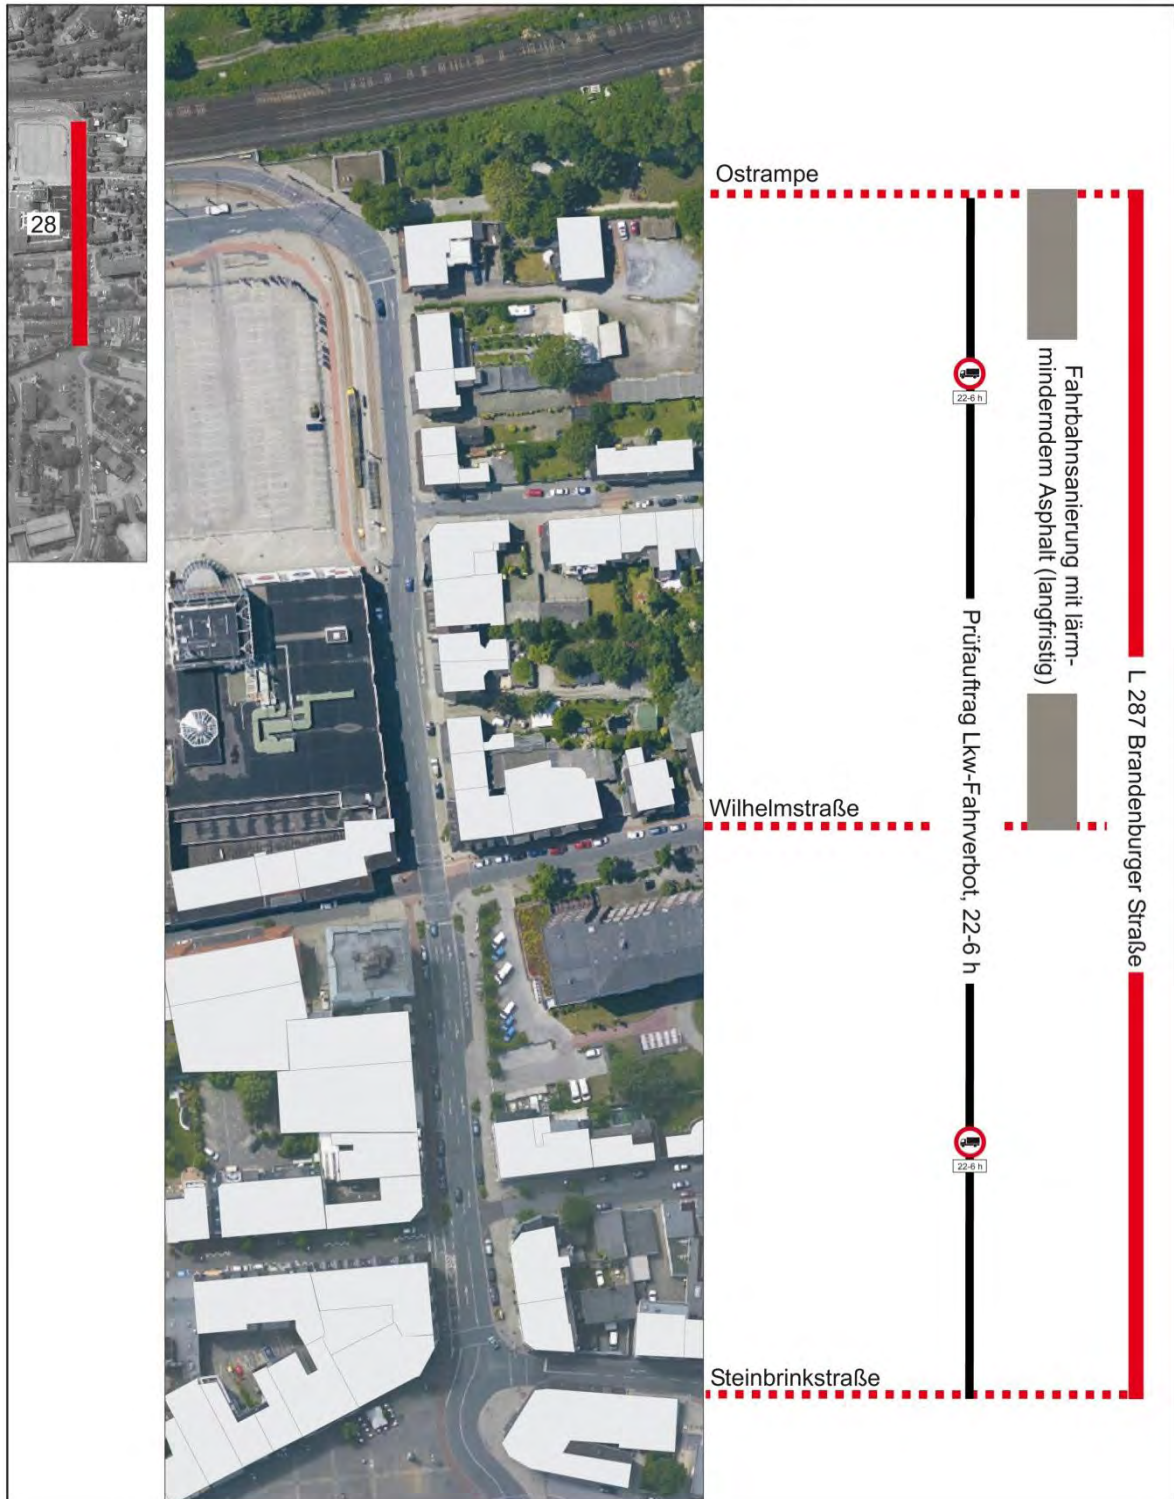 28
Ostrampe
22-6 h
Fahrbahnsanierung mit lärm-
minderndem Asphalt (langfristig)
Prüfauftrag Lkw-Fahrverbot, 22-6 h
L 287 Brandenburger Straße
Wilhelmstraße
22-6 h
Steinbrinkstraße